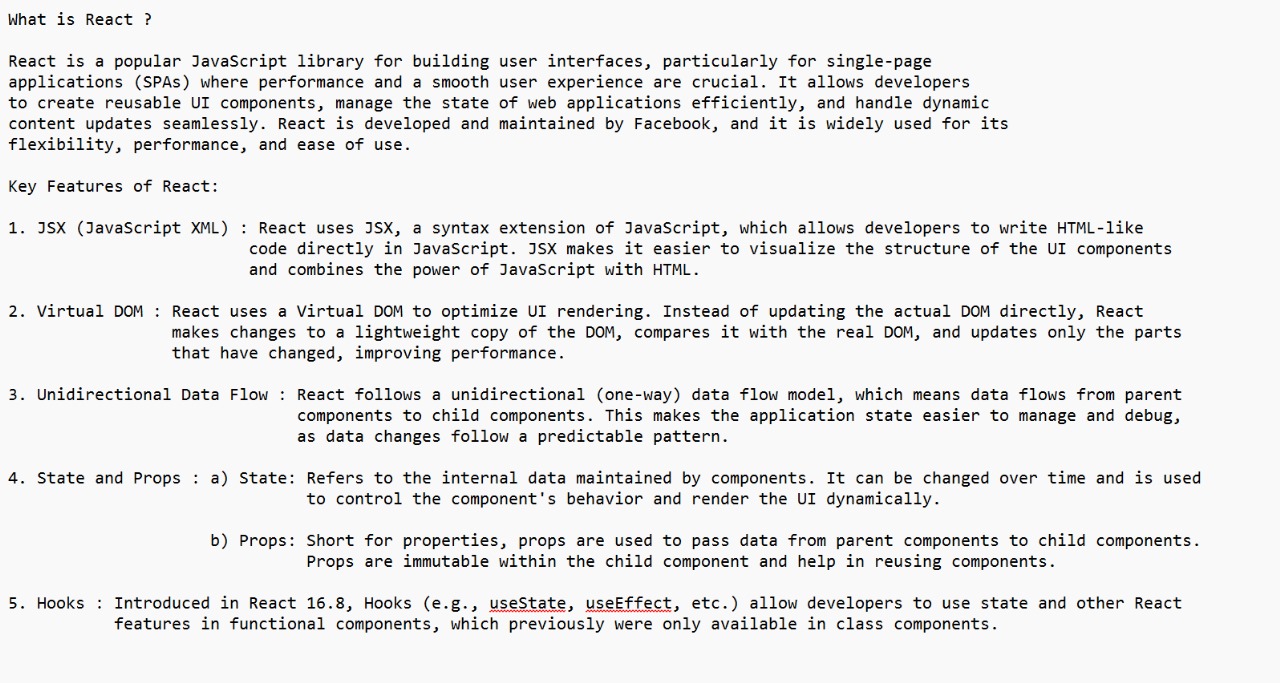 What is React ?
React is a popular JavaScript library for building user interfaces, particularly for single-page
applications (SPAs) where performance and a smooth user experience are crucial. It allows developers
to create reusable UI components, manage the state of web applications efficiently, and handle dynamic
content updates seamlessly. React is developed and maintained by Facebook, and it is widely used for its
flexibility, performance, and ease of use.
Key Features of React:
1. JSX (JavaScript XML) : React uses JSX, a syntax extension of JavaScript, which allows developers to write HTML-like
code directly in JavaScript. JSX makes it easier to visualize the structure of the UI components
and combines the power of JavaScript with HTML.
2. Virtual DOM : React uses a Virtual DOM to optimize UI rendering. Instead of updating the actual DOM directly, React
makes changes to a lightweight copy of the DOM, compares it with the real DOM, and updates only the parts
that have changed, improving performance.
3. Unidirectional Data Flow : React follows a unidirectional (one-way) data flow model, which means data flows from parent
components to child components. This makes the application state easier to manage and debug,
as data changes follow a predictable pattern.
4. State and Props : a) State: Refers to the internal data maintained by components. It can be changed over time and is used
to control the component's behavior and render the UI dynamically.
b) Props: Short for properties, props are used to pass data from parent components to child components.
Props are immutable within the child component and help in reusing components.
5. Hooks : Introduced in React 16.8, Hooks (e.g., useState, useEffect, etc.) allow developers to use state and other React
features in functional components, which previously were only available in class components.